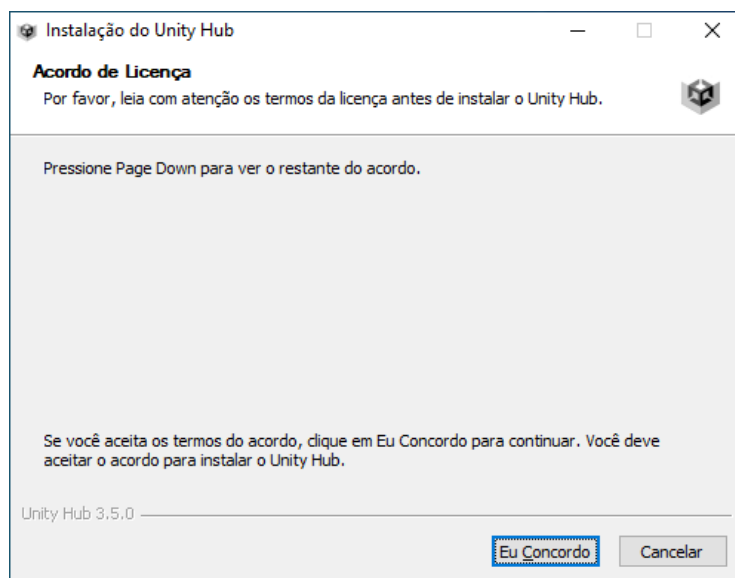 Instalação do Unity Hub
Acordo de Licença
Por favor, leia com atenção os termos da licença antes de instalar o Unity Hub.
Pressione Page Down para ver o restante do acordo.
Se você aceita os termos do acordo, clique em Eu Concordo para continuar. Você deve
aceitar o acordo para instalar o Unity Hub.
Unity Hub 3.5.0
Eu Concordo Cancelar